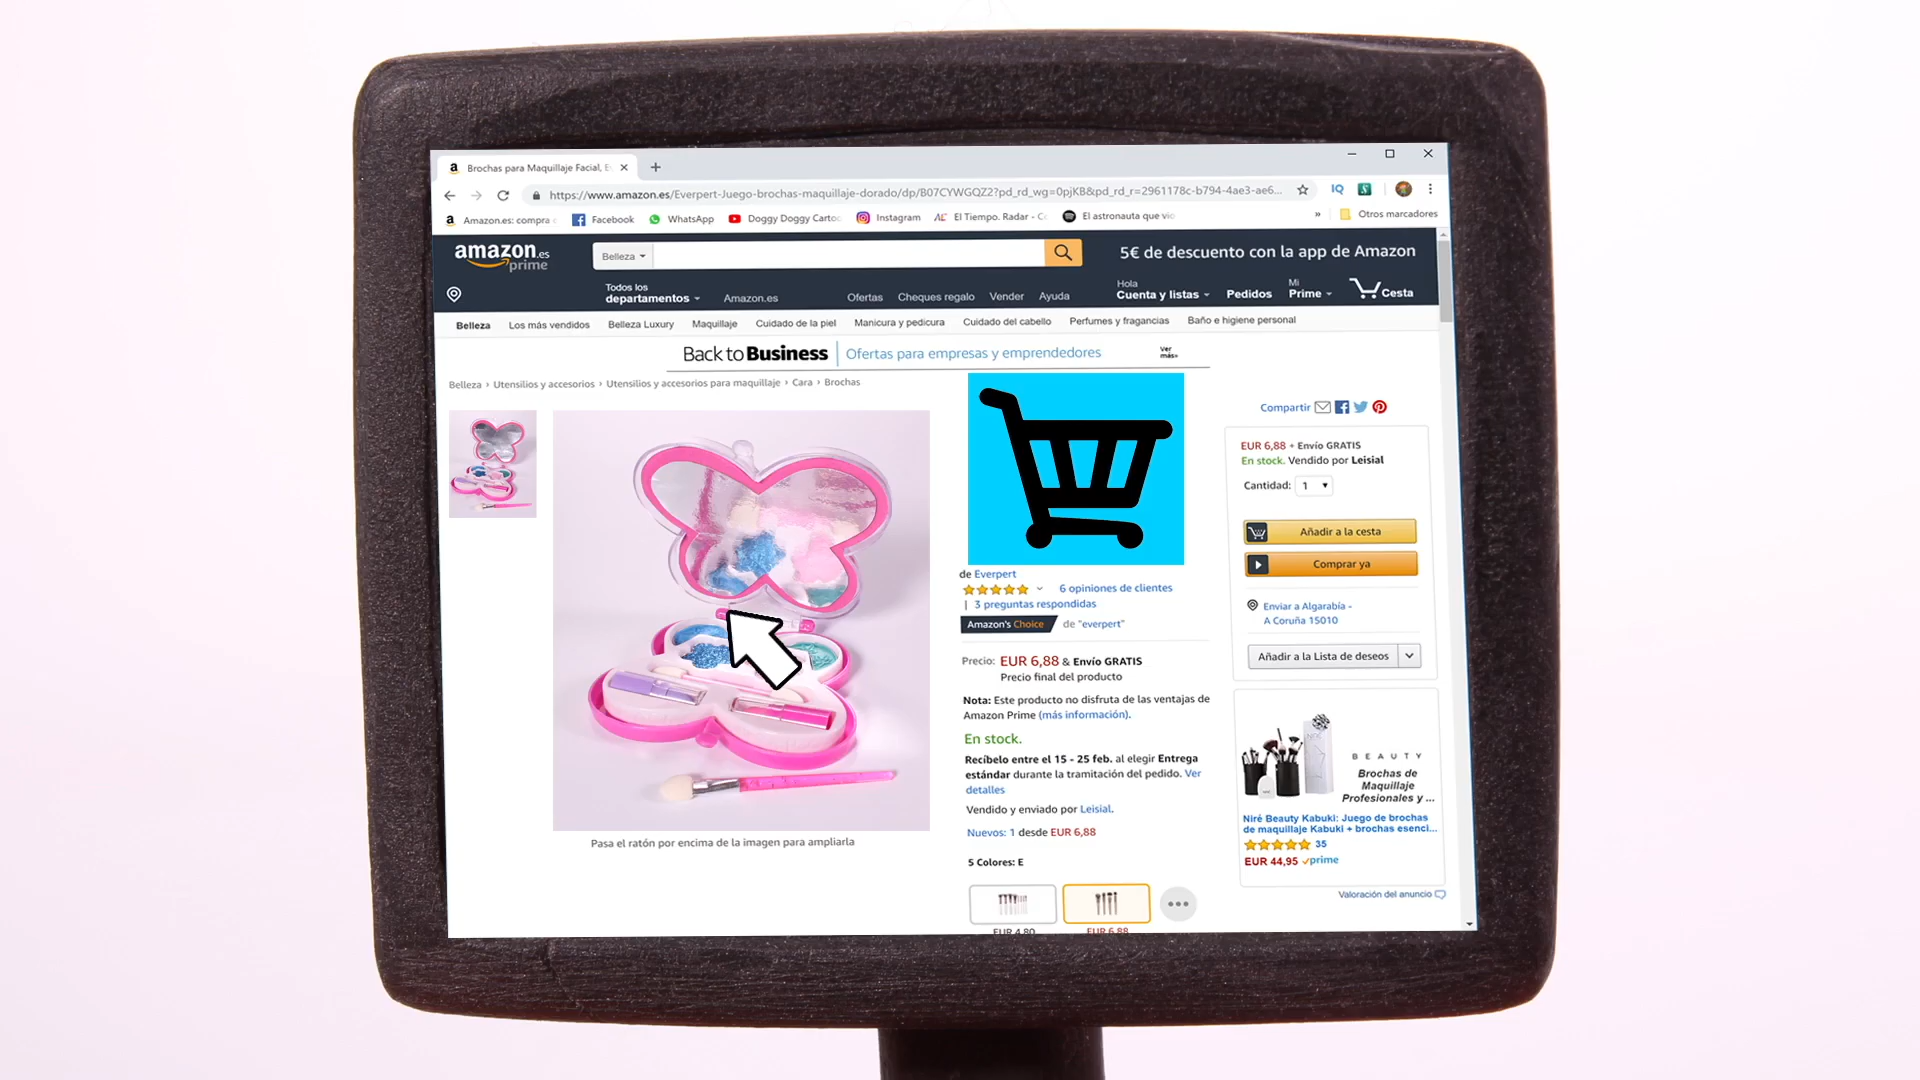 Brochas para Maquillaje Facial, E
https://www.amazon.es/Everpert-Juego-brochas-maquillaje-dorado/dp/B07CYWGQZ2?pd_rd_wg=0pjKB&pd_rd_r=2961178c-b794-4ae3-ae6...
Amazon.es: compra Facebook WhatsApp Doggy Doggy Cartoo Instagram El Tiempo. Radar - El astronauta que vio » Otros marcadores
amazon.es
prime
Belleza
5€ de descuento con la app de Amazon
Todos los
departamentos
Amazon.es
Ofertas Cheques regalo Vender Ayuda
Hola
Cuenta y listas
Pedidos
Mi
Prime
Cesta
Belleza Los más vendidos Belleza Luxury Maquillaje Cuidado de la piel Manicura y pedicura Cuidado del cabello Perfumes y fragancias Baño e higiene personal
Back to Business Ofertas para empresas y emprendedores
Ver
más»
Belleza › Utensilios y accesorios › Utensilios y accesorios para maquillaje › Cara › Brochas
Pasa el ratón por encima de la imagen para ampliarla
de Everpert
6 opiniones de clientes
| 3 preguntas respondidas
Amazon's Choice de "everpert"
Precio: EUR 6,88 & Envío GRATIS
Precio final del producto
Nota: Este producto no disfruta de las ventajas de
Amazon Prime (más información).
En stock.
Recíbelo entre el 15 - 25 feb. al elegir Entrega
estándar durante la tramitación del pedido. Ver
detalles
Vendido y enviado por Leisial.
Nuevos: 1 desde EUR 6,88
5 Colores: E
EUR 4,80 EUR 6,88
Compartir
EUR 6,88 + Envío GRATIS
En stock. Vendido por Leisial
Cantidad: 1
Añadir a la cesta
Comprar ya
Enviar a Algarabía -
A Coruña 15010
Añadir a la Lista de deseos
BEAUTY
Brochas de
Maquillaje
Profesionales y ...
Niré Beauty Kabuki: Juego de brochas
de maquillaje Kabuki + brochas esenci...
35
EUR 44,95 prime
Valoración del anuncio